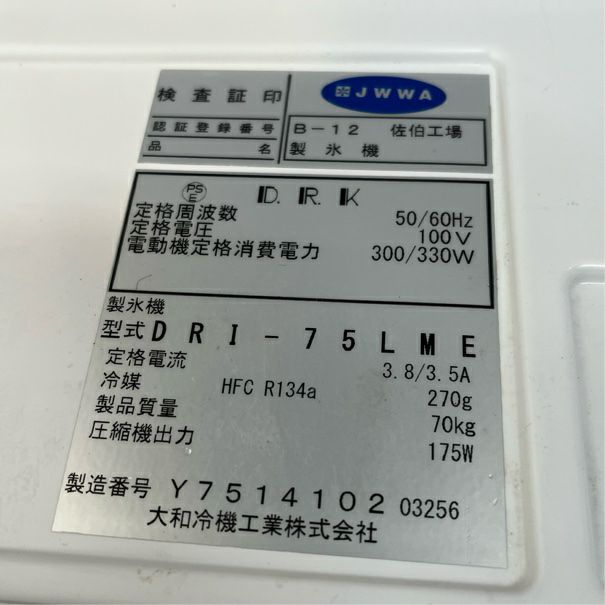 検査証印 JWWA
認証登録番号 B-12 佐伯工場
品名 製氷機
PSE D.R.K
定格周波数 50/60Hz
定格電圧 100V
電動機定格消費電力 300/330W
製氷機
型式 DRI-75LME
定格電流 3.8/3.5A
冷媒 HFC R134a 270g
製品質量 70kg
圧縮機出力 175W
製造番号 Y7514102 03256
大和冷機工業株式会社